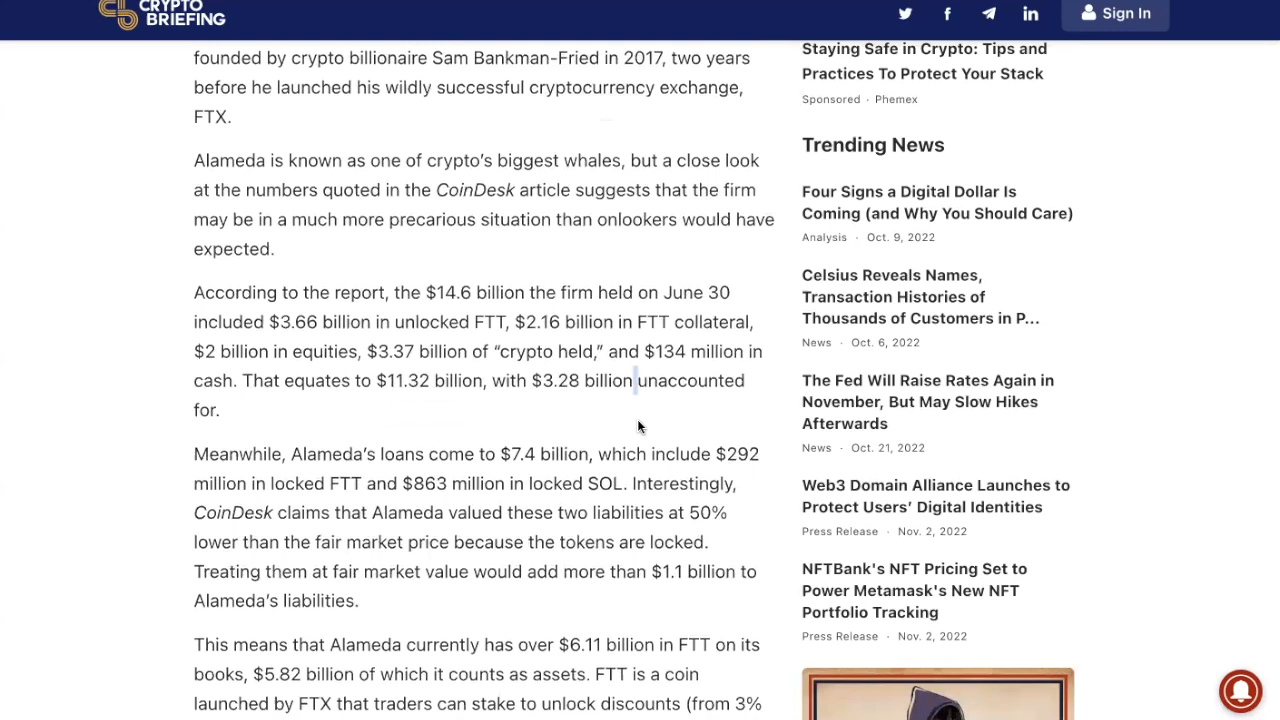 CRYPTO
BRIEFING
Sign In
founded by crypto billionaire Sam Bankman-Fried in 2017, two years
before he launched his wildly successful cryptocurrency exchange,
FTX.
Alameda is known as one of crypto’s biggest whales, but a close look
at the numbers quoted in the CoinDesk article suggests that the firm
may be in a much more precarious situation than onlookers would have
expected.
According to the report, the $14.6 billion the firm held on June 30
included $3.66 billion in unlocked FTT, $2.16 billion in FTT collateral,
$2 billion in equities, $3.37 billion of “crypto held,” and $134 million in
cash. That equates to $11.32 billion, with $3.28 billion unaccounted
for.
Meanwhile, Alameda’s loans come to $7.4 billion, which include $292
million in locked FTT and $863 million in locked SOL. Interestingly,
CoinDesk claims that Alameda valued these two liabilities at 50%
lower than the fair market price because the tokens are locked.
Treating them at fair market value would add more than $1.1 billion to
Alameda’s liabilities.
This means that Alameda currently has over $6.11 billion in FTT on its
books, $5.82 billion of which it counts as assets. FTT is a coin
launched by FTX that traders can stake to unlock discounts (from 3%
Staying Safe in Crypto: Tips and
Practices To Protect Your Stack
Sponsored · Phemex
Trending News
Four Signs a Digital Dollar Is
Coming (and Why You Should Care)
Analysis · Oct. 9, 2022
Celsius Reveals Names,
Transaction Histories of
Thousands of Customers in P...
News · Oct. 6, 2022
The Fed Will Raise Rates Again in
November, But May Slow Hikes
Afterwards
News · Oct. 21, 2022
Web3 Domain Alliance Launches to
Protect Users’ Digital Identities
Press Release · Nov. 2, 2022
NFTBank's NFT Pricing Set to
Power Metamask's New NFT
Portfolio Tracking
Press Release · Nov. 2, 2022